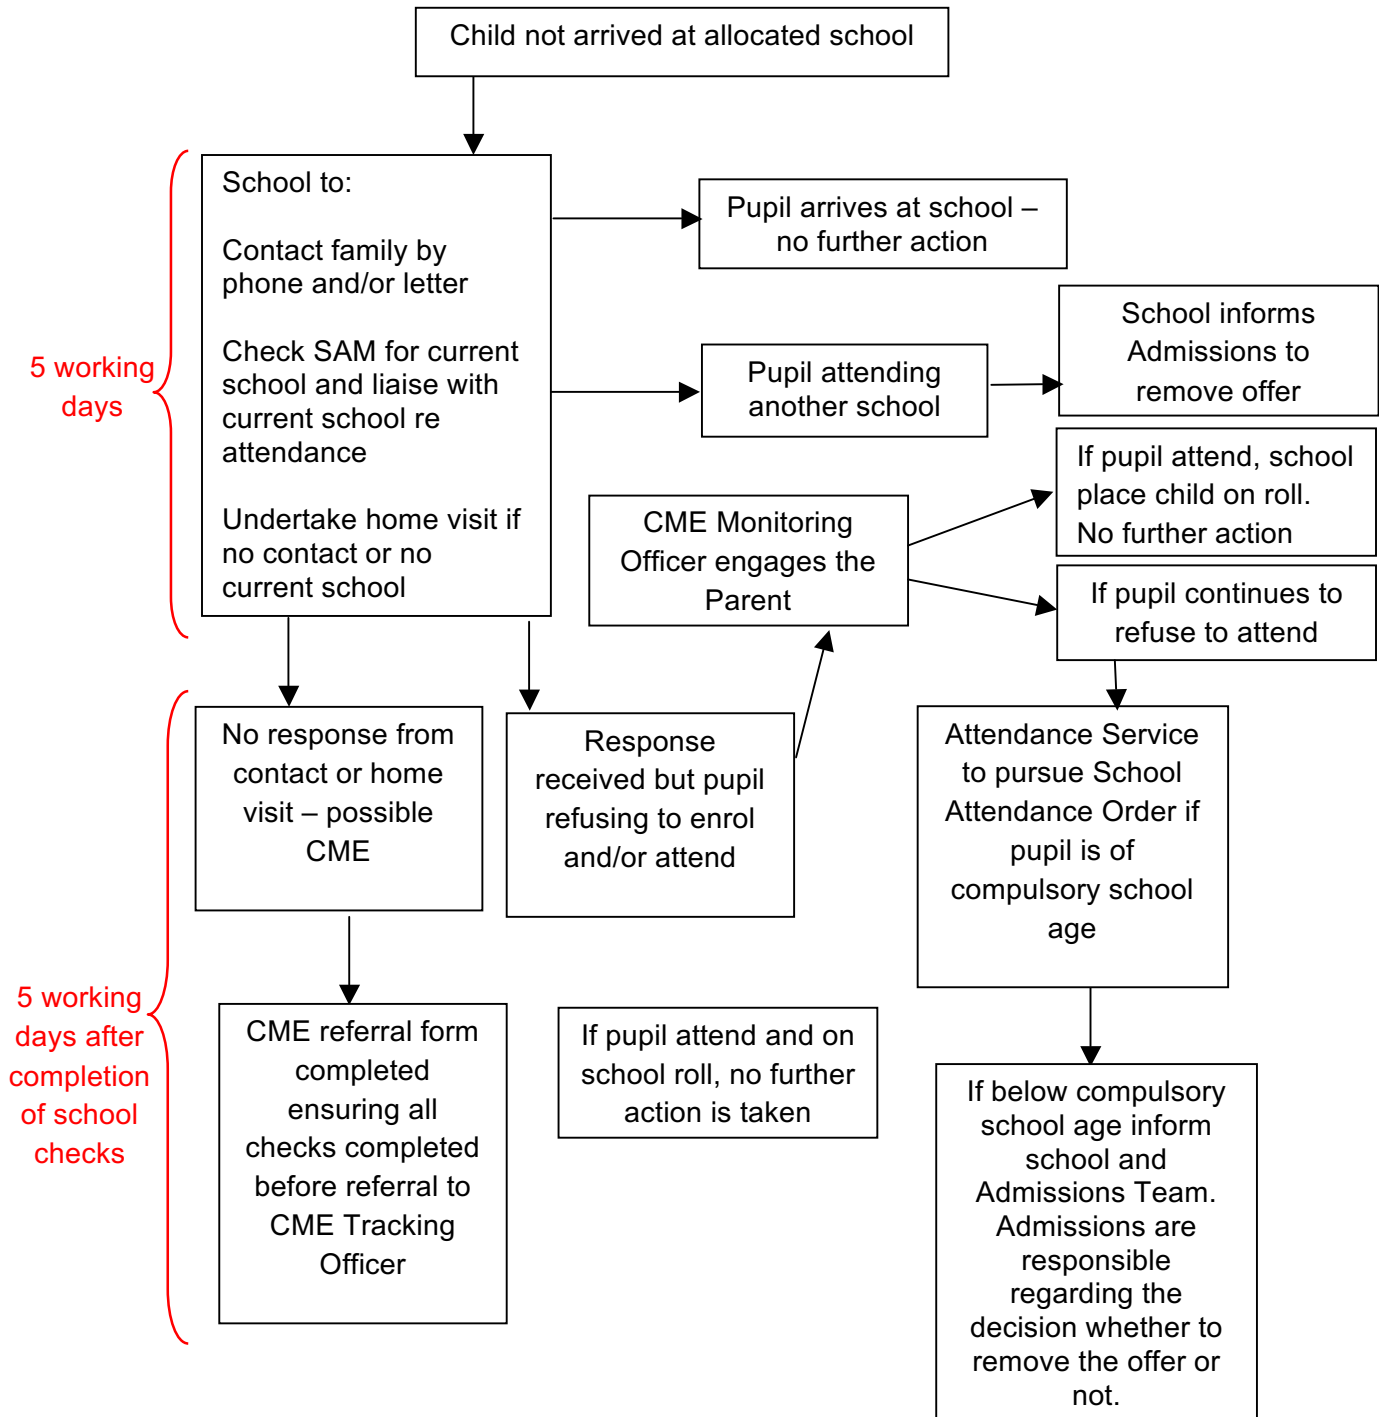 Child not arrived at allocated school
School to:
Contact family by
phone and/or letter
Check SAM for current
school and liaise with
current school re
attendance
Undertake home visit if
no contact or no
current school
5 working
days
Pupil arrives at school –
no further action
Pupil attending
another school
School informs
Admissions to
remove offer
CME Monitoring
Officer engages the
Parent
If pupil attend, school
place child on roll.
No further action
If pupil continues to
refuse to attend
No response from
contact or home
visit – possible
CME
Response
received but pupil
refusing to enrol
and/or attend
Attendance Service
to pursue School
Attendance Order if
pupil is of
compulsory school
age
5 working
days after
completion
of school
checks
CME referral form
completed
ensuring all
checks completed
before referral to
CME Tracking
Officer
If pupil attend and on
school roll, no further
action is taken
If below compulsory
school age inform
school and
Admissions Team.
Admissions are
responsible
regarding the
decision whether to
remove the offer or
not.